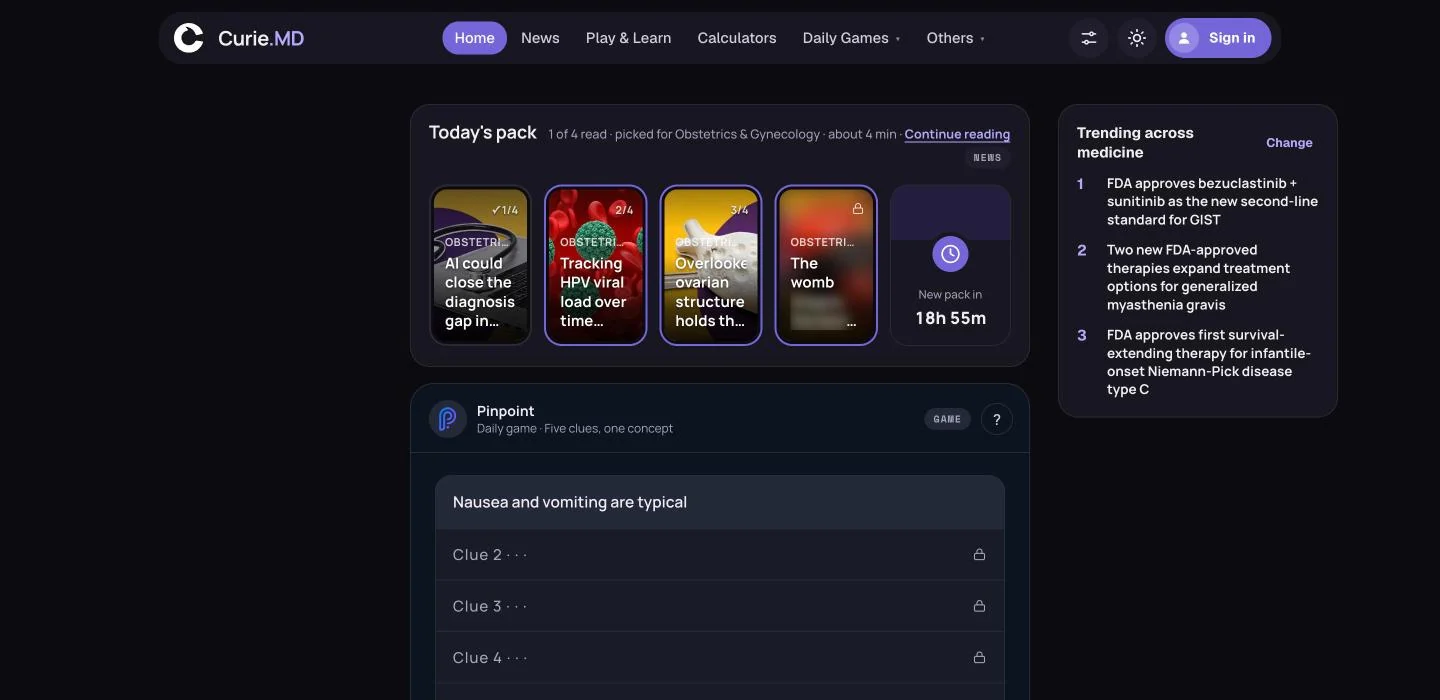 Curie.MD
Home
News
Play & Learn
Calculators
Daily Games
Others
Sign in
Today's pack
1 of 4 read · picked for Obstetrics & Gynecology · about 4 min · Continue reading
NEWS
✓1/4
OBSTETRI...
AI could
close the
diagnosis
gap in...
2/4
OBSTETRI...
Tracking
HPV viral
load over
time...
3/4
OBSTETRI...
Overlooke
ovarian
structure
holds th...
OBSTETRI...
The
womb
...
New pack in
18h 55m
Trending across
medicine
Change
1
FDA approves bezuclastinib +
sunitinib as the new second-line
standard for GIST
2
Two new FDA-approved
therapies expand treatment
options for generalized
myasthenia gravis
3
FDA approves first survival-
extending therapy for infantile-
onset Niemann-Pick disease
type C
Pinpoint
Daily game · Five clues, one concept
GAME
?
Nausea and vomiting are typical
Clue 2 · · ·
Clue 3 · · ·
Clue 4 · · ·